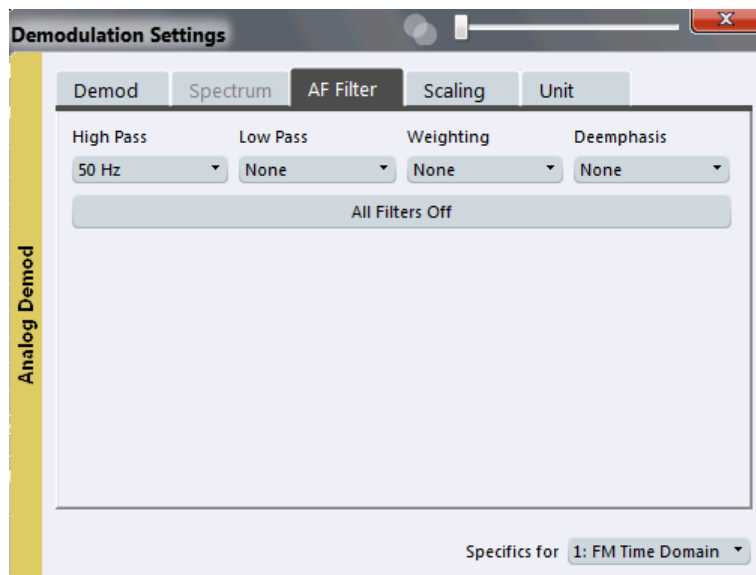 Demodulation Settings
X
Demod Spectrum AF Filter Scaling Unit
High Pass Low Pass Weighting Deemphasis
50 Hz None None None
All Filters Off
Analog Demod
Specifics for 1: FM Time Domain